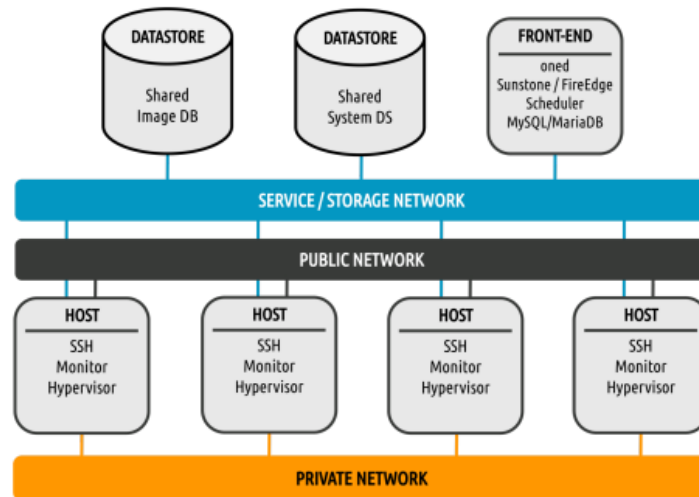 DATASTORE
Shared
Image DB
DATASTORE
Shared
System DS
FRONT-END
oned
Sunstone / FireEdge
Scheduler
MySQL/MariaDB
SERVICE / STORAGE NETWORK
PUBLIC NETWORK
HOST
SSH
Monitor
Hypervisor
HOST
SSH
Monitor
Hypervisor
HOST
SSH
Monitor
Hypervisor
HOST
SSH
Monitor
Hypervisor
PRIVATE NETWORK